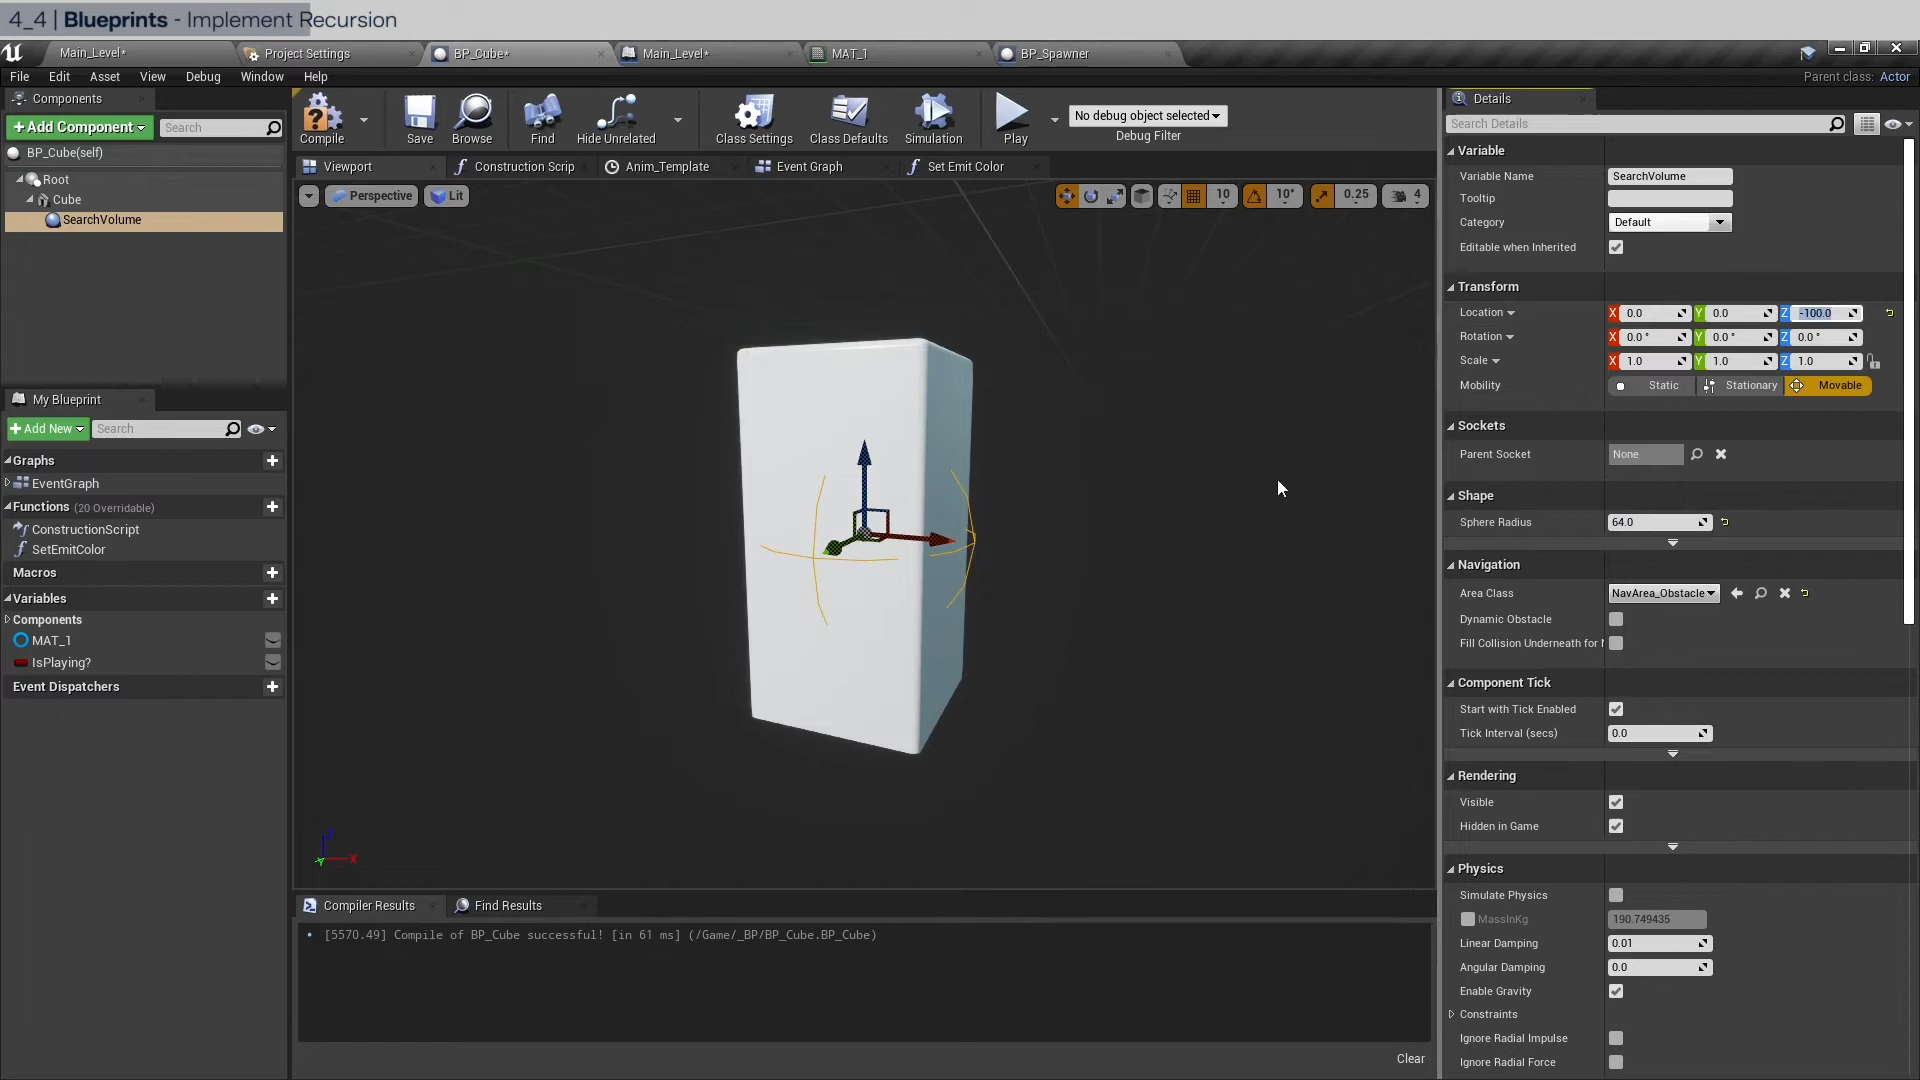 4_4 | Blueprints - Implement Recursion
Main_Level*
Project Settings
BP_Cube*
Main_Level*
MAT_1
BP_Spawner
File Edit Asset View Debug Window Help
Parent class: Actor
Components
+Add Component
Search
BP_Cube(self)
Root
Cube
SearchVolume
My Blueprint
+Add New
Search
Graphs
EventGraph
Functions (20 Overridable)
ConstructionScript
SetEmitColor
Macros
Variables
Components
MAT_1
IsPlaying?
Event Dispatchers
Compile
Save
Browse
Find
Hide Unrelated
Class Settings
Class Defaults
Simulation
Play
No debug object selected
Debug Filter
Viewport
Construction Scrip
Anim_Template
Event Graph
Set Emit Color
Perspective
Lit
10
10°
0.25
4
Z
X
Y
Compiler Results
Find Results
• [5570.49] Compile of BP_Cube successful! [in 61 ms] (/Game/_BP/BP_Cube.BP_Cube)
Clear
Details
Search Details
Variable
Variable Name SearchVolume
Tooltip
Category Default
Editable when Inherited
Transform
Location X 0.0 Y 0.0 Z -100.0
Rotation X 0.0 ° Y 0.0 ° Z 0.0 °
Scale X 1.0 Y 1.0 Z 1.0
Mobility Static Stationary Movable
Sockets
Parent Socket None
Shape
Sphere Radius 64.0
Navigation
Area Class NavArea_Obstacle
Dynamic Obstacle
Fill Collision Underneath for N
Component Tick
Start with Tick Enabled
Tick Interval (secs) 0.0
Rendering
Visible
Hidden in Game
Physics
Simulate Physics
MassInKg 190.749435
Linear Damping 0.01
Angular Damping 0.0
Enable Gravity
Constraints
Ignore Radial Impulse
Ignore Radial Force